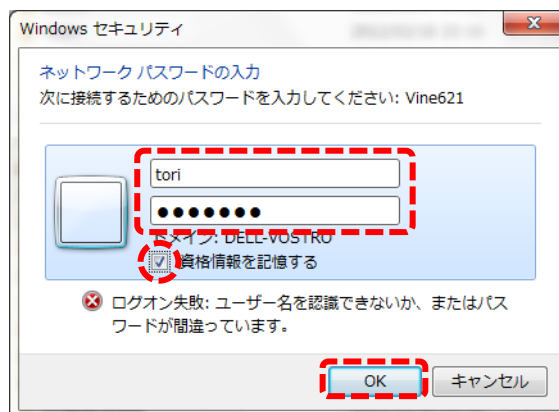 Windows セキュリティ
ネットワーク パスワードの入力
次に接続するためのパスワードを入力してください: Vine621
tori
●●●●●●●
ドメイン: DELL-VOSTRO
資格情報を記憶する
ログオン失敗: ユーザー名を認識できないか、またはパス
ワードが間違っています。
OK
キャンセル